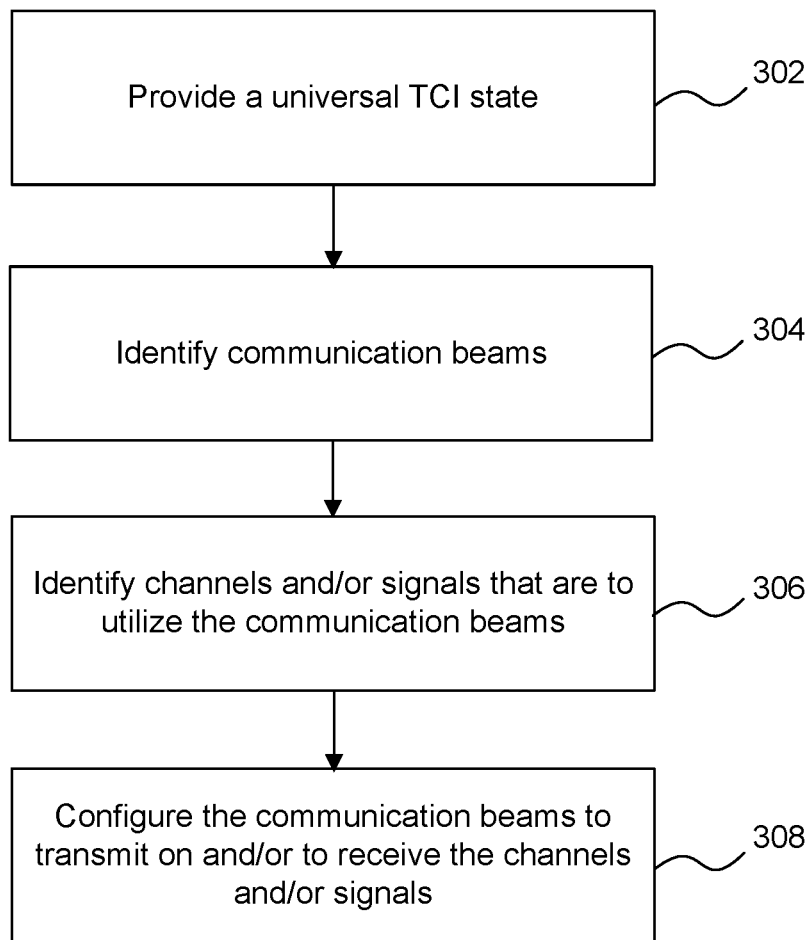 Provide a universal TCI state
302
Identify communication beams
304
Identify channels and/or signals that are to
utilize the communication beams
306
Configure the communication beams to
transmit on and/or to receive the channels
and/or signals
308